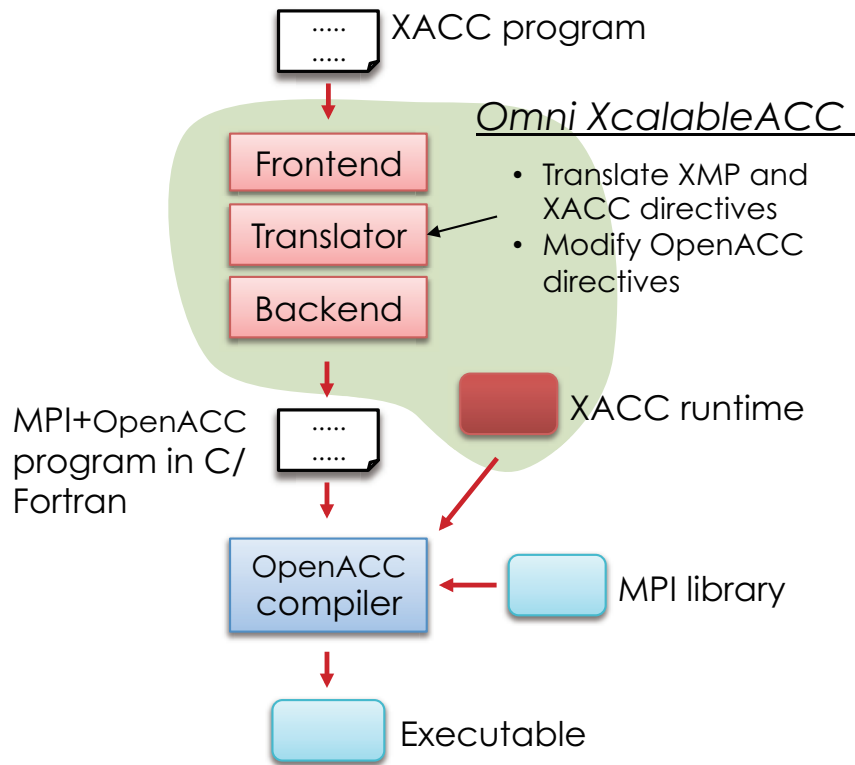 .....
.....
XACC program
Omni XcalableACC
Frontend
Translator
Backend
• Translate XMP and
XACC directives
• Modify OpenACC
directives
XACC runtime
MPI+OpenACC
program in C/
Fortran
.....
.....
OpenACC
compiler
MPI library
Executable